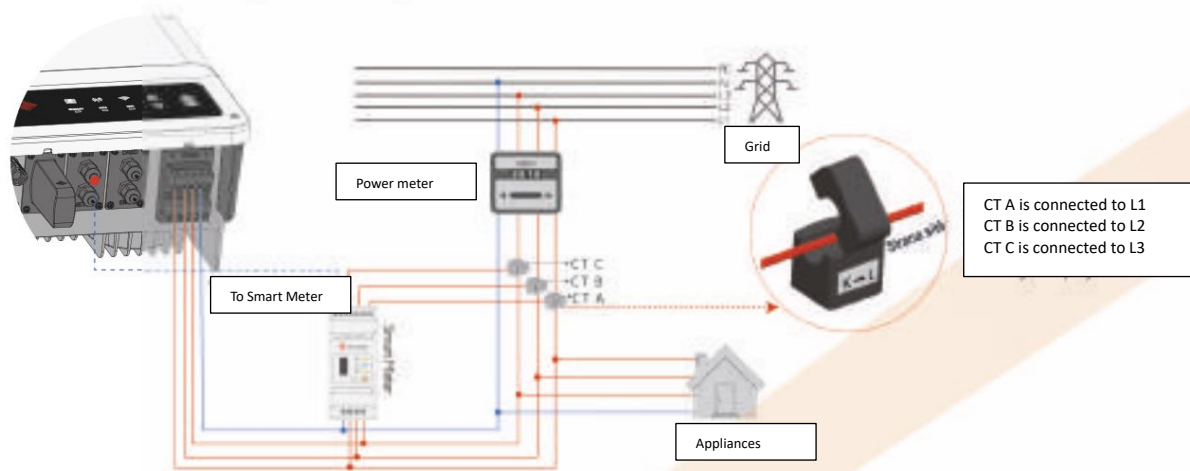 Grid
Power meter
CT A is connected to L1
CT B is connected to L2
CT C is connected to L3
CT C
CT B
CT A
K→L
To Smart Meter
Smart Meter
Appliances